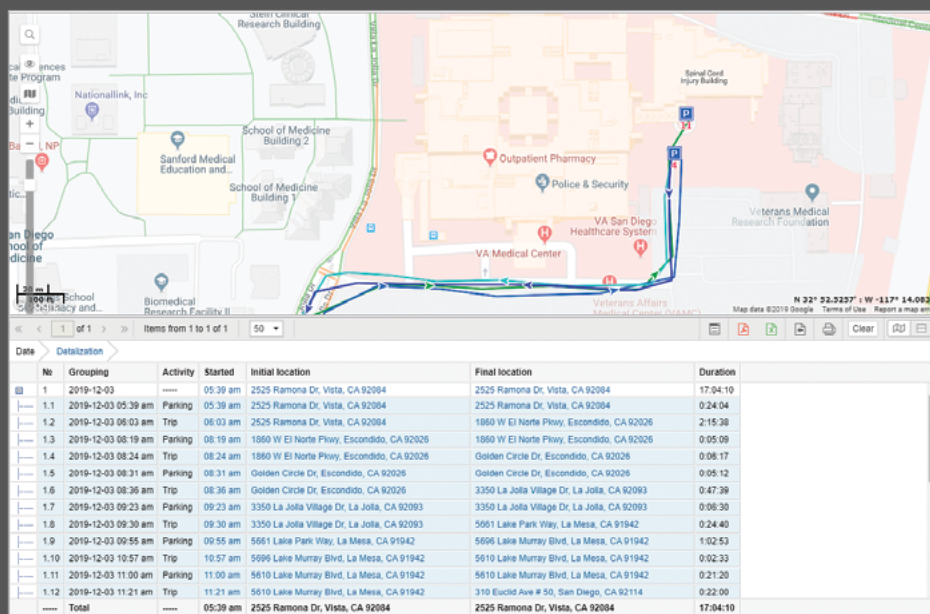 Stein Clinical
Research Building
ences
te Program
Building
Nationallink, Inc
School of Medicine
Building 2
Sanford Medical
Education and...
School of Medicine
Building 1
Ba
, NP
an Diego
hool of
edicine
Biomedical
Research Facility II
School
macy and...
Villa La Jolla Dr
Outpatient Pharmacy
Police & Security
VA San Diego
Healthcare System
VA Medical Center
Veterans Affairs
Medical Center (VAMC)
Spinal Cord
Injury Building
Veterans Medical
Research Foundation
Medical Center
20 m
100 ft
N 32° 52.5257' : W -117° 14.082
Map data ©2019 Google Terms of Use Report a map
1 of 1 Items from 1 to 1 of 1 50 Clear
Date Detalization
№ Grouping Activity Started Initial location Final location Duration
1 2019-12-03 ----- 05:39 am 2525 Ramona Dr, Vista, CA 92084 2525 Ramona Dr, Vista, CA 92084 17:04:10
1.1 2019-12-03 05:39 am Parking 05:39 am 2525 Ramona Dr, Vista, CA 92084 2525 Ramona Dr, Vista, CA 92084 0:24:04
1.2 2019-12-03 06:03 am Trip 06:03 am 2525 Ramona Dr, Vista, CA 92084 1860 W El Norte Pkwy, Escondido, CA 92026 2:15:38
1.3 2019-12-03 08:19 am Parking 08:19 am 1860 W El Norte Pkwy, Escondido, CA 92026 1860 W El Norte Pkwy, Escondido, CA 92026 0:05:09
1.4 2019-12-03 08:24 am Trip 08:24 am 1860 W El Norte Pkwy, Escondido, CA 92026 Golden Circle Dr, Escondido, CA 92026 0:06:17
1.5 2019-12-03 08:31 am Parking 08:31 am Golden Circle Dr, Escondido, CA 92026 Golden Circle Dr, Escondido, CA 92026 0:05:12
1.6 2019-12-03 08:36 am Trip 08:36 am Golden Circle Dr, Escondido, CA 92026 3350 La Jolla Village Dr, La Jolla, CA 92093 0:47:39
1.7 2019-12-03 09:23 am Parking 09:23 am 3350 La Jolla Village Dr, La Jolla, CA 92093 3350 La Jolla Village Dr, La Jolla, CA 92093 0:06:30
1.8 2019-12-03 09:30 am Trip 09:30 am 3350 La Jolla Village Dr, La Jolla, CA 92093 5661 Lake Park Way, La Mesa, CA 91942 0:24:40
1.9 2019-12-03 09:55 am Parking 09:55 am 5661 Lake Park Way, La Mesa, CA 91942 5696 Lake Murray Blvd, La Mesa, CA 91942 1:02:53
1.10 2019-12-03 10:57 am Trip 10:57 am 5696 Lake Murray Blvd, La Mesa, CA 91942 5610 Lake Murray Blvd, La Mesa, CA 91942 0:02:33
1.11 2019-12-03 11:00 am Parking 11:00 am 5610 Lake Murray Blvd, La Mesa, CA 91942 5610 Lake Murray Blvd, La Mesa, CA 91942 0:21:20
1.12 2019-12-03 11:21 am Trip 11:21 am 5610 Lake Murray Blvd, La Mesa, CA 91942 310 Euclid Ave # 50, San Diego, CA 92114 0:22:00
----- Total ----- 05:39 am 2525 Ramona Dr, Vista, CA 92084 2525 Ramona Dr, Vista, CA 92084 17:04:10